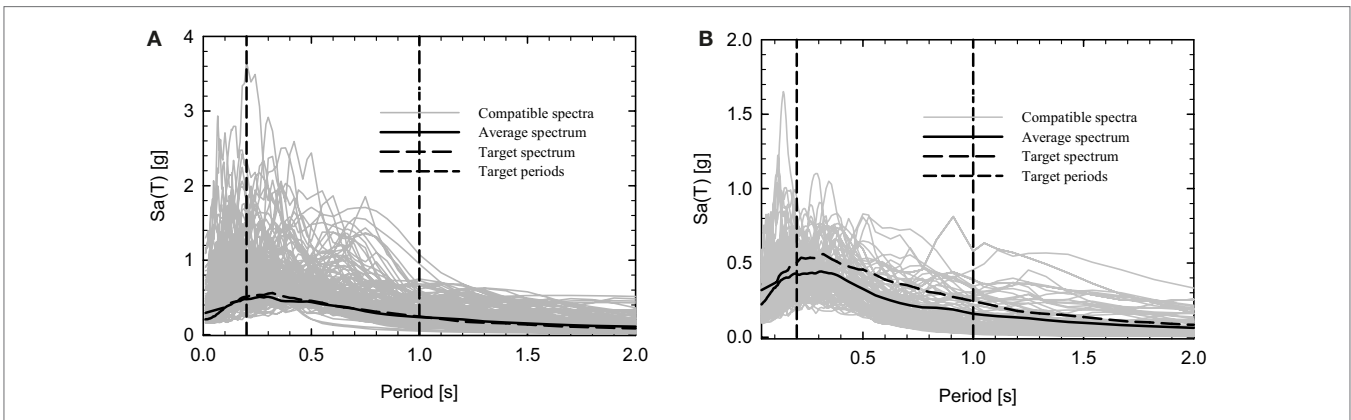 A
Sa(T) [g]
4
3
2
1
0
0.0 0.5 1.0 1.5 2.0
Period [s]
Compatible spectra
Average spectrum
Target spectrum
Target periods
B
Sa(T) [g]
2.0
1.5
1.0
0.5
0.0
0.5 1.0 1.5 2.0
Period [s]
Compatible spectra
Average spectrum
Target spectrum
Target periods